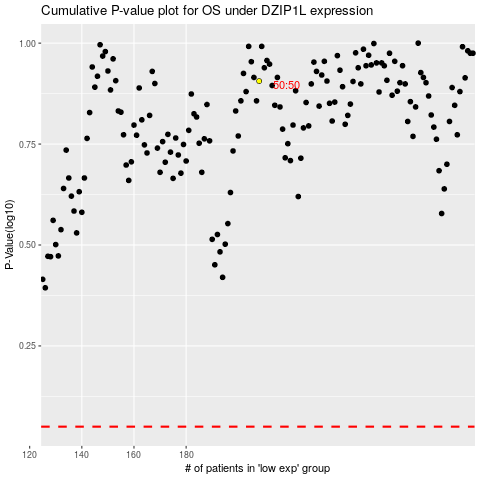 Cumulative P-value plot for OS under DZIP1L expression
P-Value(log10)
1.00
0.75
0.50
0.25
50:50
120 140 160 180
# of patients in 'low exp' group